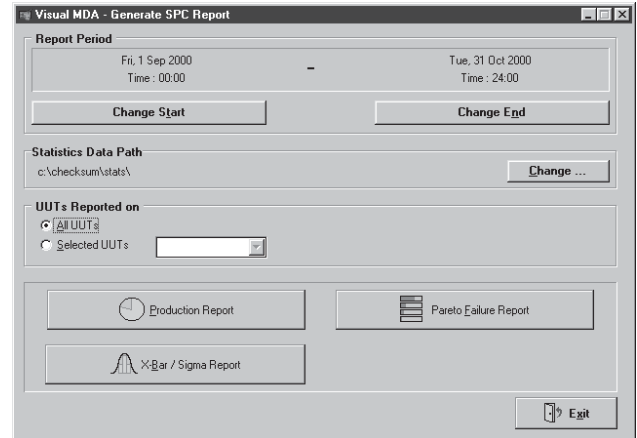 Visual MDA - Generate SPC Report
Report Period
Fri, 1 Sep 2000 - Tue, 31 Oct 2000
Time : 00:00 Time : 24:00
Change Start Change End
Statistics Data Path
c:\checksum\stats\ Change ...
UUTs Reported on
All UUTs
Selected UUTs
Production Report Pareto Failure Report
X-Bar / Sigma Report
Exit